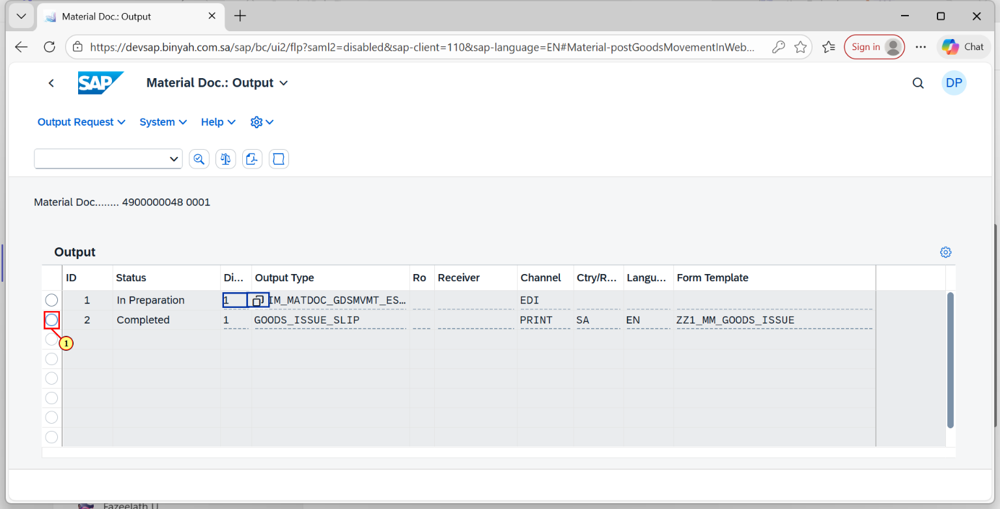 Material Doc.: Output
https://devsap.binyah.com.sa/sap/bc/ui2/flp?saml2=disabled&sap-client=110&sap-language=EN#Material-postGoodsMovementInWeb...
Sign in
Chat
SAP
Material Doc.: Output
DP
Output Request
System
Help
Material Doc........ 4900000048 0001
Output
ID Status Di... Output Type Ro Receiver Channel Ctry/R... Langu... Form Template
1 In Preparation 1 IM_MATDOC_GDSMVMT_ES... EDI
2 Completed 1 GOODS_ISSUE_SLIP PRINT SA EN ZZ1_MM_GOODS_ISSUE
1